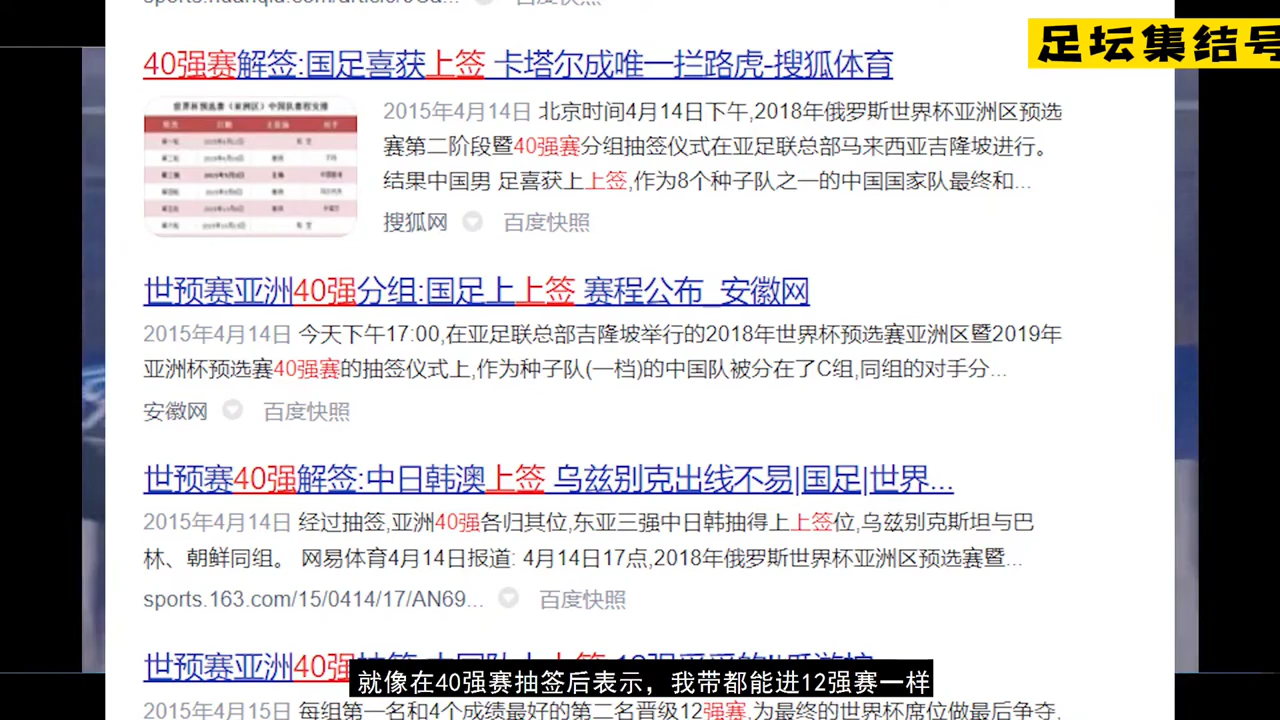 足坛集结号
40强赛解签:国足喜获上签 卡塔尔成唯一拦路虎-搜狐体育
2015年4月14日 北京时间4月14日下午,2018年俄罗斯世界杯亚洲区预选
赛第二阶段暨40强赛分组抽签仪式在亚足联总部马来西亚吉隆坡进行。
结果中国男 足喜获上上签,作为8个种子队之一的中国国家队最终和...
搜狐网 百度快照
世预赛亚洲40强分组:国足上上签 赛程公布_安徽网
2015年4月14日 今天下午17:00,在亚足联总部吉隆坡举行的2018年世界杯预选赛亚洲区暨2019年
亚洲杯预选赛40强赛的抽签仪式上,作为种子队(一档)的中国队被分在了C组,同组的对手分...
安徽网 百度快照
世预赛40强解签:中日韩澳上签 乌兹别克出线不易|国足|世界...
2015年4月14日 经过抽签,亚洲40强各归其位,东亚三强中日韩抽得上上签位,乌兹别克斯坦与巴
林、朝鲜同组。 网易体育4月14日报道: 4月14日17点,2018年俄罗斯世界杯亚洲区预选赛暨...
sports.163.com/15/0414/17/AN69... 百度快照
世预赛亚洲40强
就像在40强赛抽签后表示，我带都能进12强赛一样
2015年4月15日 每组第一名和4个成绩最好的第二名晋级12强赛,为最终的世界杯席位做最后争夺.